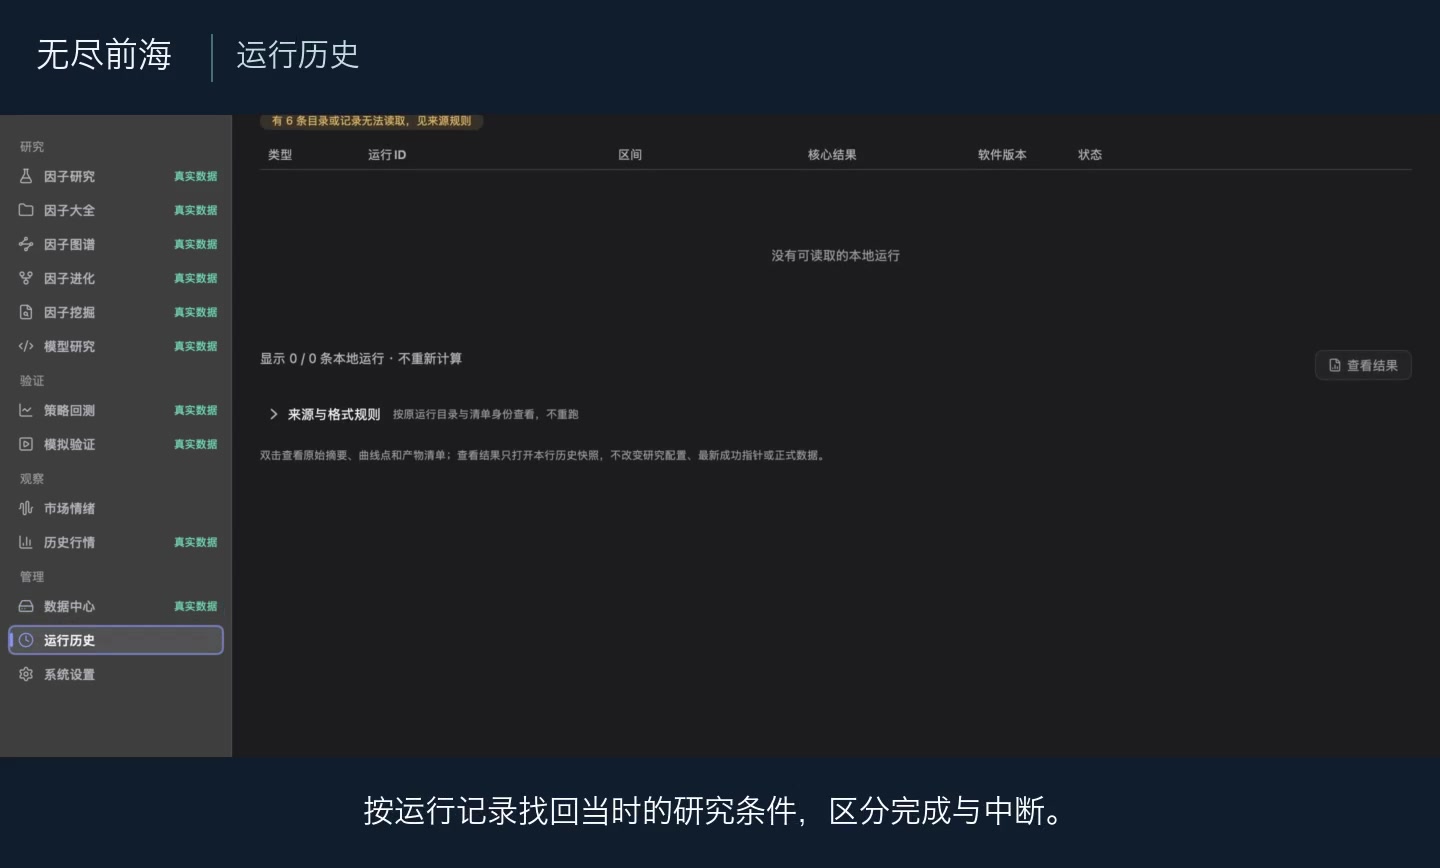 无尽前海
运行历史
研究
因子研究 真实数据
因子大全 真实数据
因子图谱 真实数据
因子进化 真实数据
因子挖掘 真实数据
模型研究 真实数据
验证
策略回测 真实数据
模拟验证 真实数据
观察
市场情绪
历史行情 真实数据
管理
数据中心 真实数据
运行历史
系统设置
有 6 条目录或记录无法读取，见来源规则
类型 运行 ID 区间 核心结果 软件版本 状态
没有可读取的本地运行
显示 0 / 0 条本地运行 · 不重新计算
查看结果
来源与格式规则 按原运行目录与清单身份查看，不重跑
双击查看原始摘要、曲线点和产物清单；查看结果只打开本行历史快照，不改变研究配置、最新成功指针或正式数据。
按运行记录找回当时的研究条件，区分完成与中断。